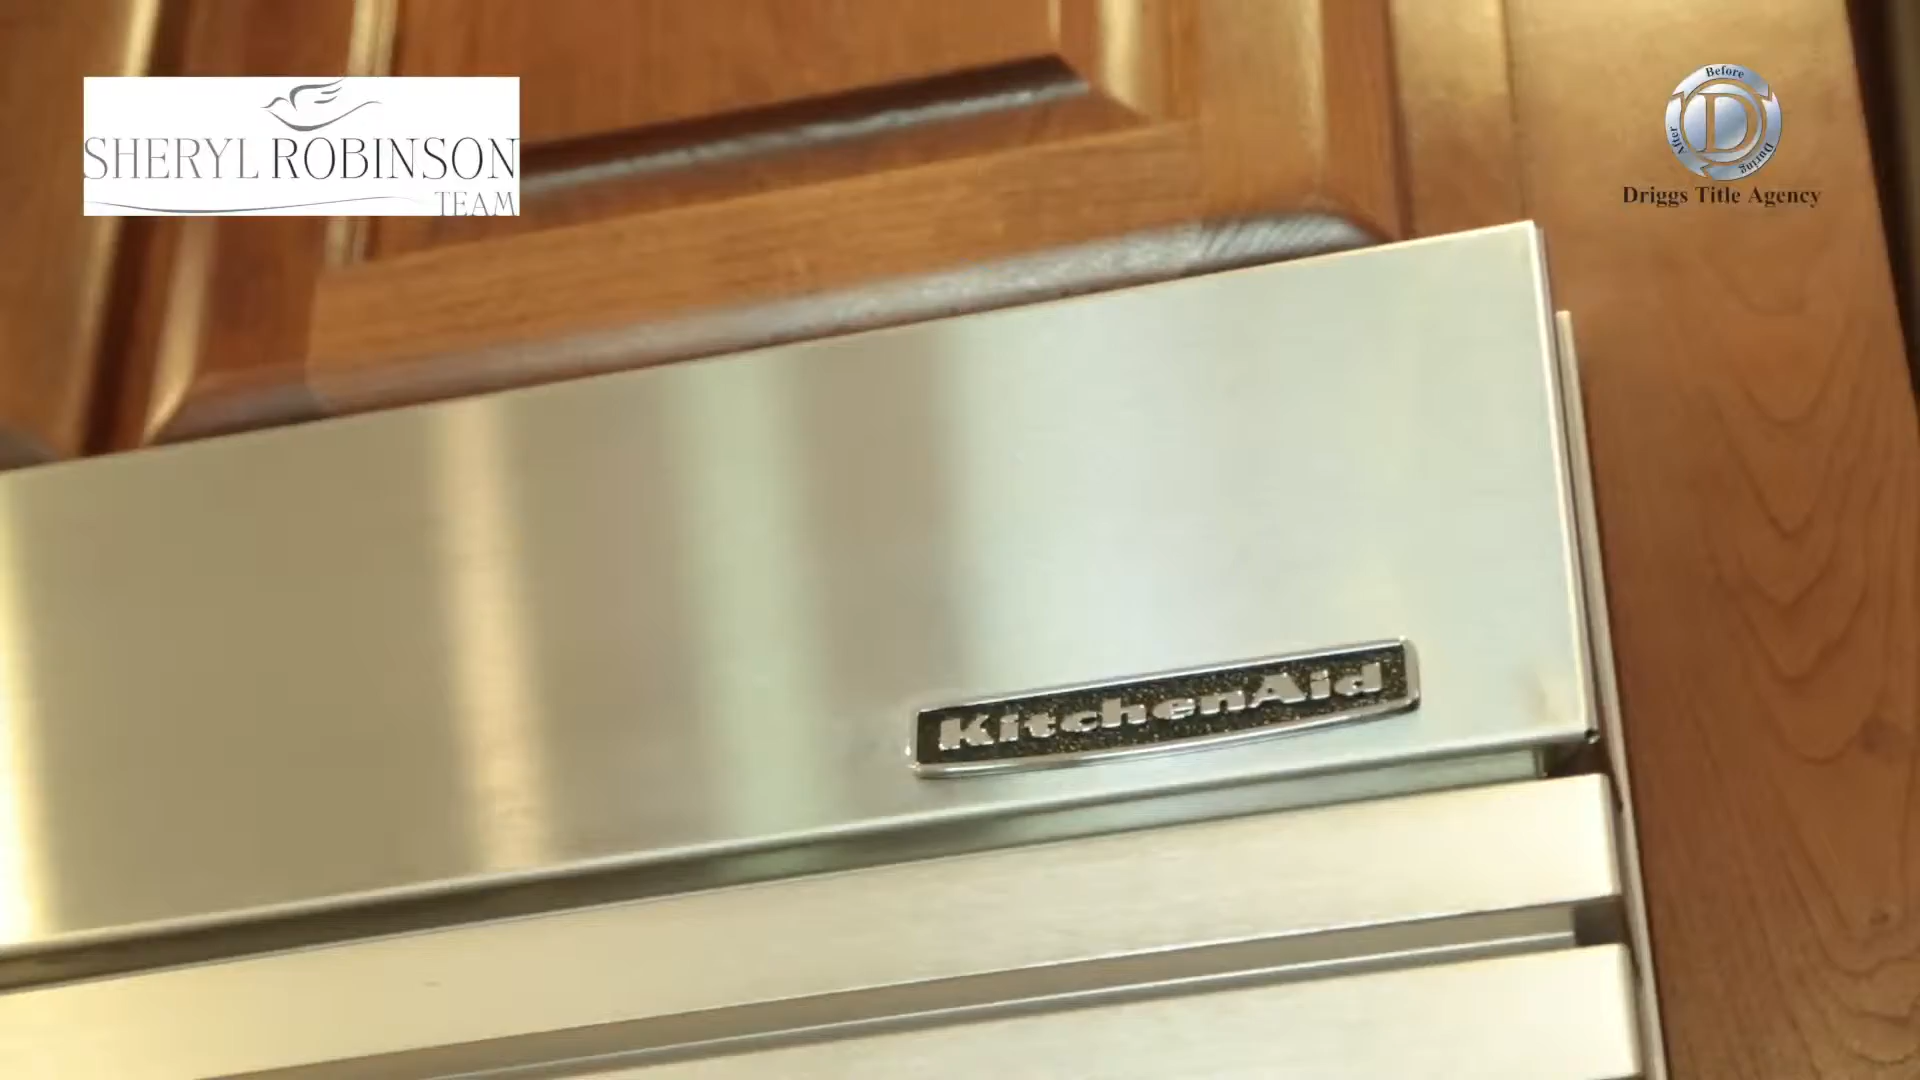 SHERYL ROBINSON
TEAM
Before
During
After
D
Driggs Title Agency
KitchenAid